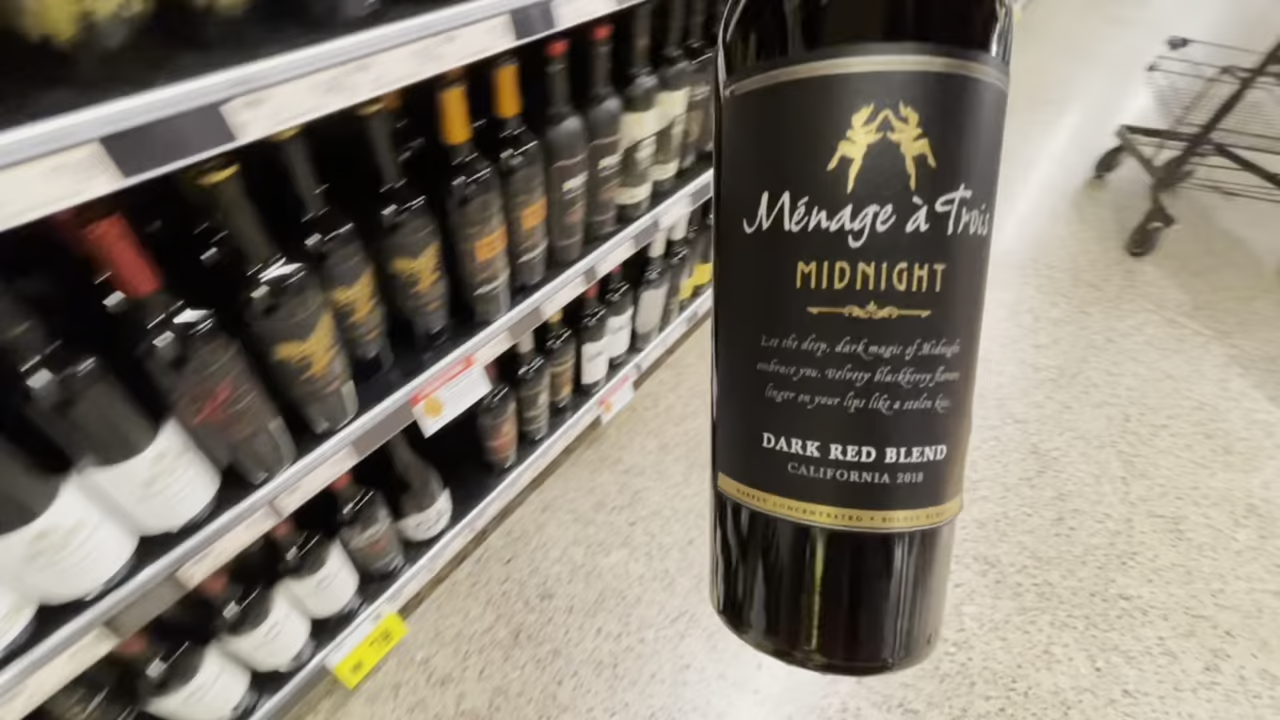 Ménage à Trois
MIDNIGHT
Let the deep, dark magic of Midnight
embrace you. Velvety blackberry flavors
linger on your lips like a stolen
DARK RED BLEND
CALIFORNIA 2018
CONCENTRATED